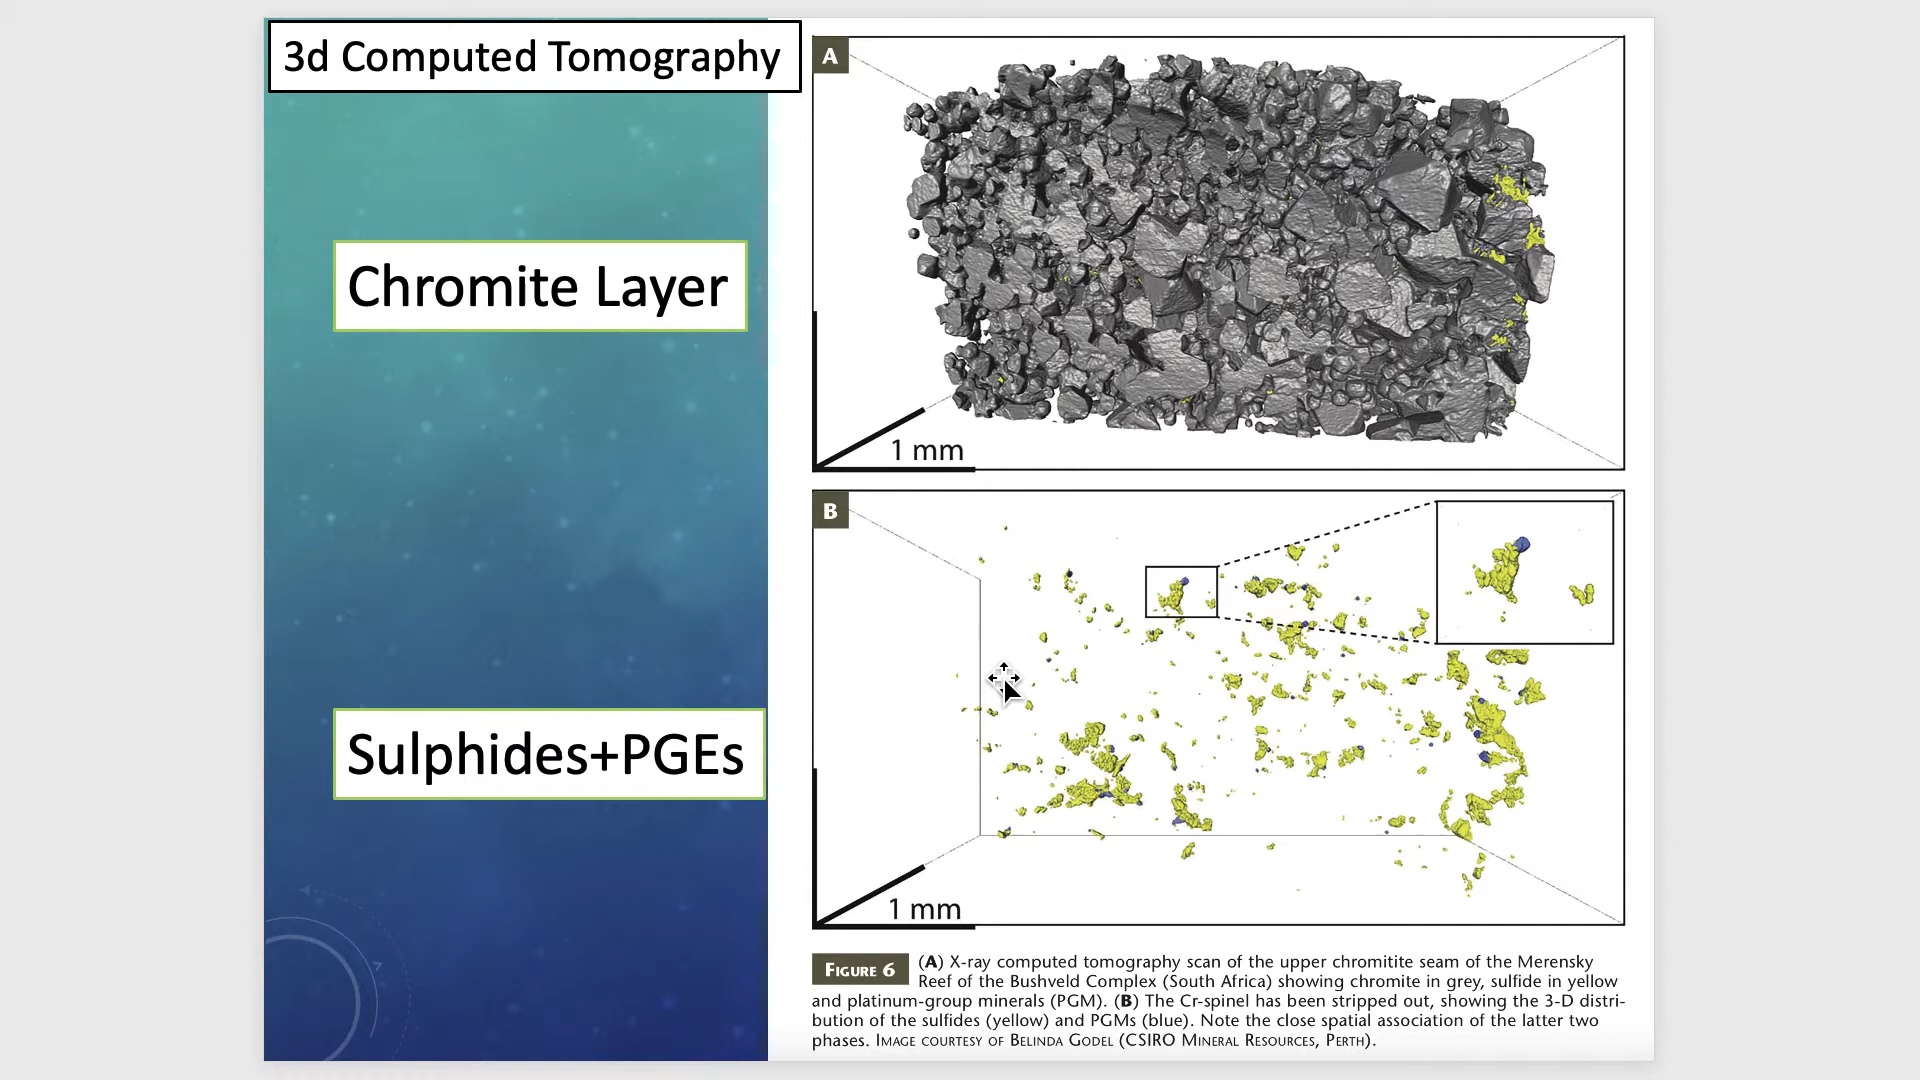 3d Computed Tomography
Chromite Layer
Sulphides+PGEs
A
1 mm
B
1 mm
FIGURE 6 (A) X-ray computed tomography scan of the upper chromitite seam of the Merensky
Reef of the Bushveld Complex (South Africa) showing chromite in grey, sulfide in yellow
and platinum-group minerals (PGM). (B) The Cr-spinel has been stripped out, showing the 3-D distri-
bution of the sulfides (yellow) and PGMs (blue). Note the close spatial association of the latter two
phases. IMAGE COURTESY OF BELINDA GODEL (CSIRO MINERAL RESOURCES, PERTH).